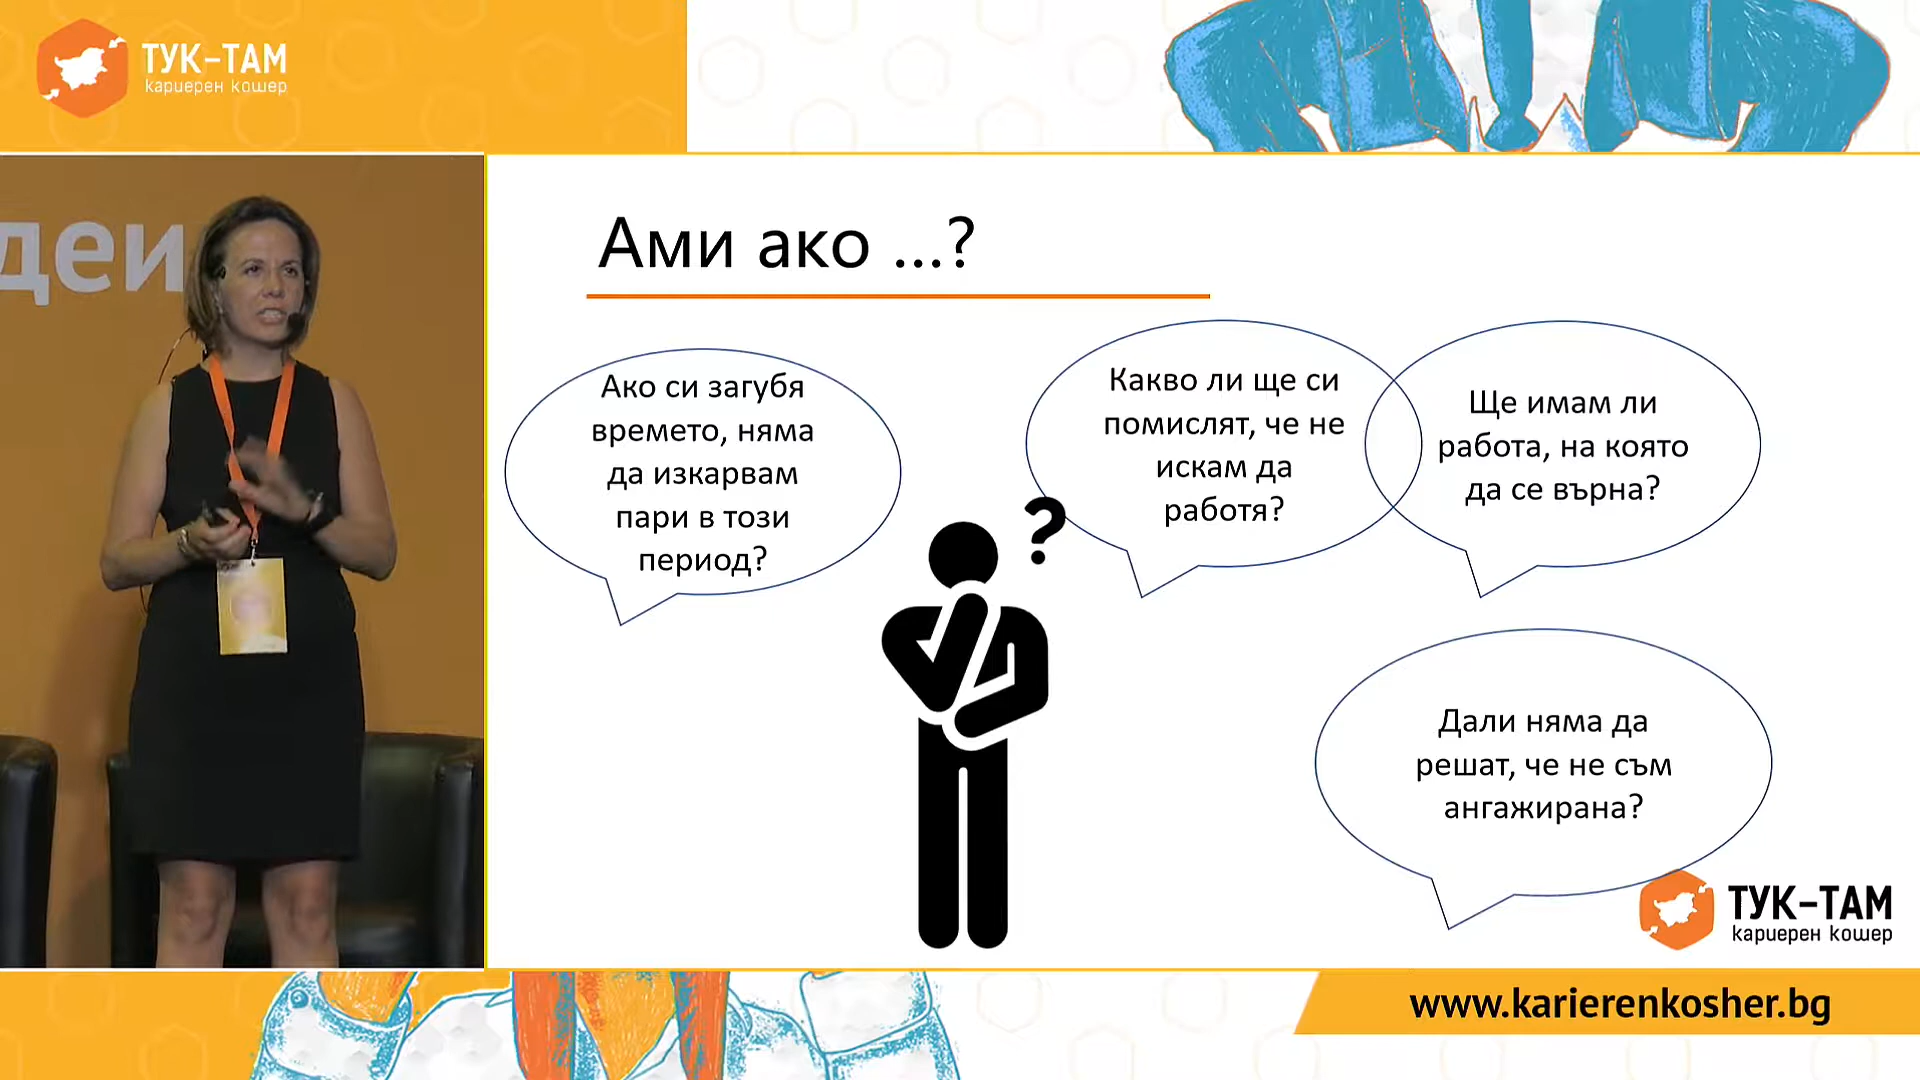 ТУК-ТАМ
кариерен кошер
деи
Ами ако ...?
Ако си загубя
времето, няма
да изкарвам
пари в този
период?
Какво ли ще си
помислят, че не
искам да
работя?
Ще имам ли
работа, на която
да се върна?
?
Дали няма да
решат, че не съм
ангажирана?
ТУК-ТАМ
кариерен кошер
www.karierenkosher.bg